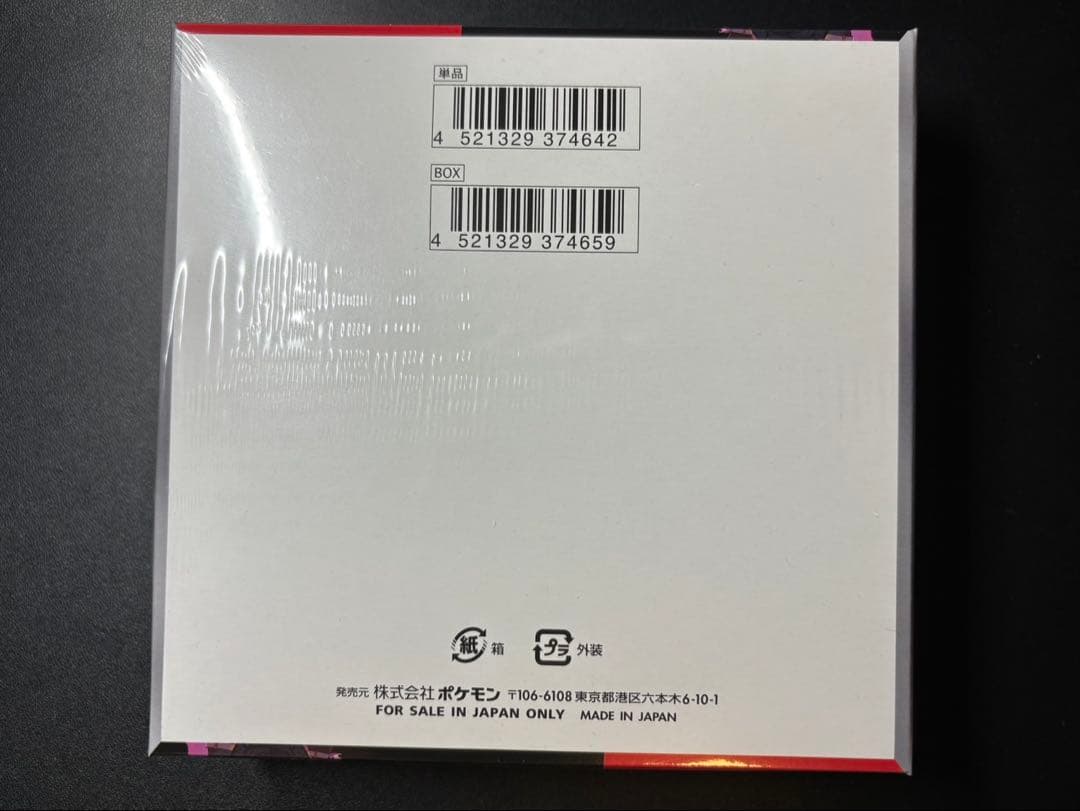 単品
4 521329 374642
BOX
4 521329 374659
紙 箱 プラ 外装
発売元 株式会社ポケモン 〒106-6108 東京都港区六本木6-10-1
FOR SALE IN JAPAN ONLY MADE IN JAPAN